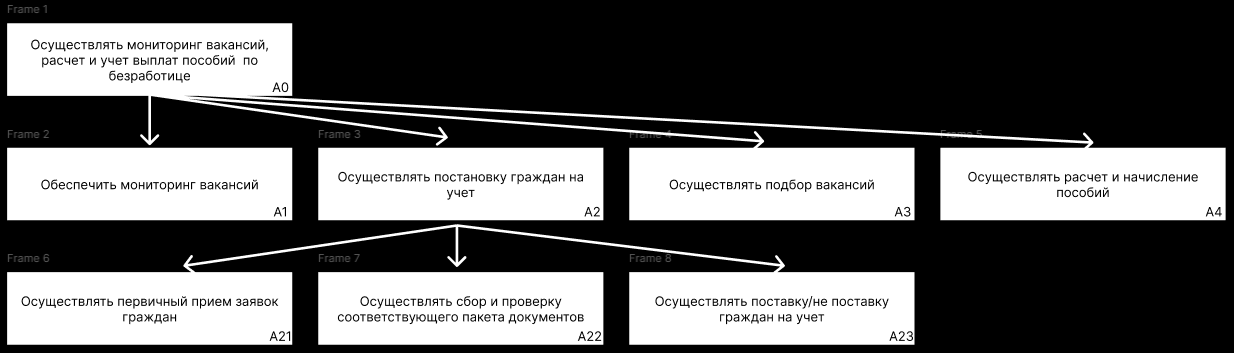 Frame 1
Осуществлять мониторинг вакансий,
расчет и учет выплат пособий по
безработице
A0
Frame 2
Frame 3
Frame 4
Frame 5
Обеспечить мониторинг вакансий
A1
Осуществлять постановку граждан на
учет
A2
Осуществлять подбор вакансий
A3
Осуществлять расчет и начисление
пособий
A4
Frame 6
Frame 7
Frame 8
Осуществлять первичный прием заявок
граждан
A21
Осуществлять сбор и проверку
соответствующего пакета документов
A22
Осуществлять поставку/не поставку
граждан на учет
A23